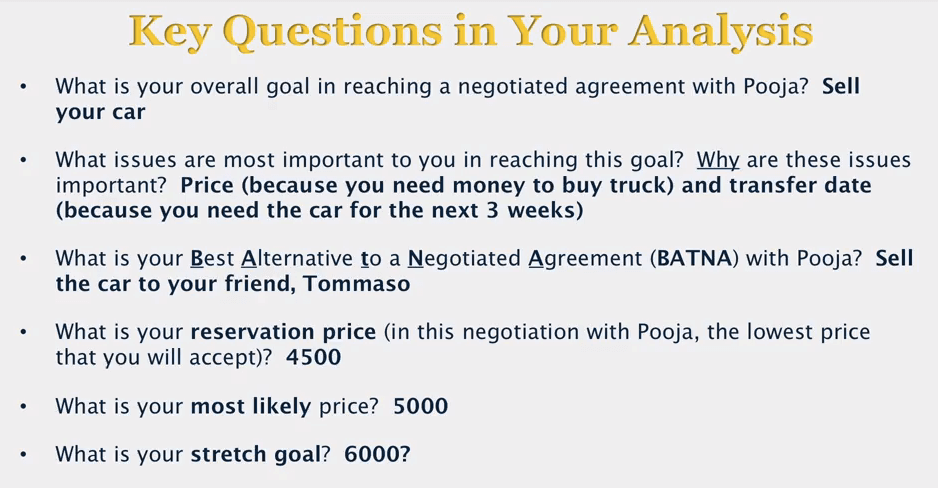 Key Questions in Your Analysis
• What is your overall goal in reaching a negotiated agreement with Pooja? Sell
your car
• What issues are most important to you in reaching this goal? Why are these issues
important? Price (because you need money to buy truck) and transfer date
(because you need the car for the next 3 weeks)
• What is your Best Alternative to a Negotiated Agreement (BATNA) with Pooja? Sell
the car to your friend, Tommaso
• What is your reservation price (in this negotiation with Pooja, the lowest price
that you will accept)? 4500
• What is your most likely price? 5000
• What is your stretch goal? 6000?